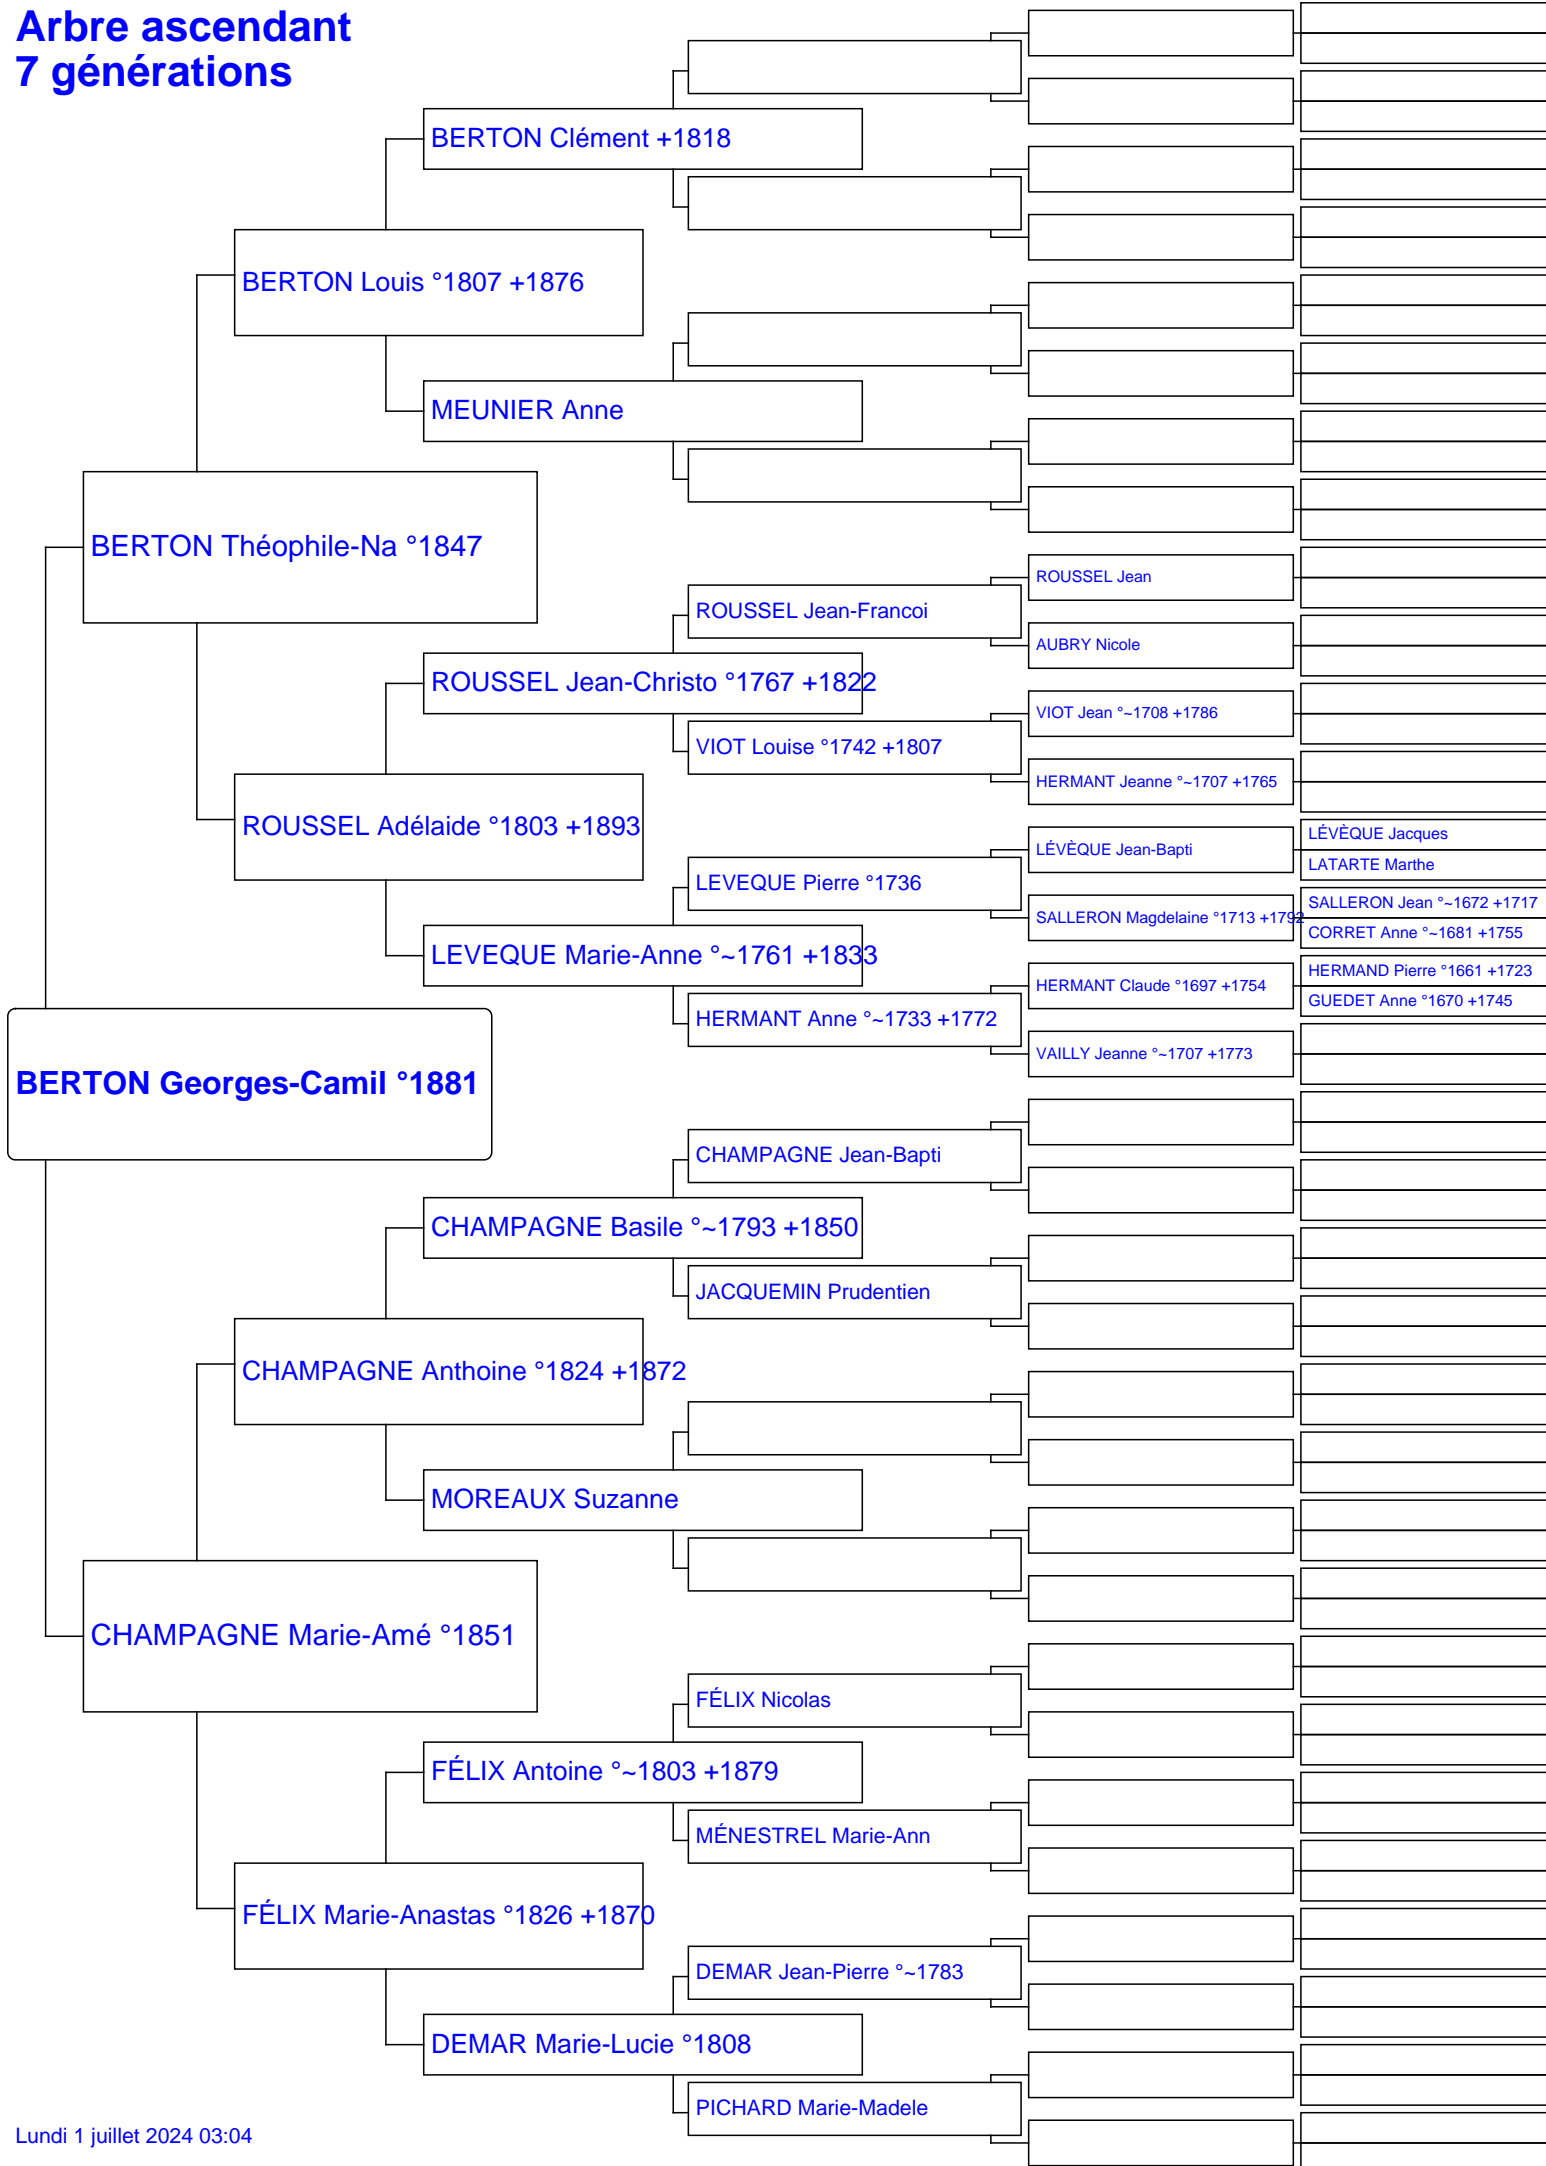 Arbre ascendant
7 générations
BERTON Clément +1818
BERTON Louis °1807 +1876
MEUNIER Anne
BERTON Théophile-Na °1847
ROUSSEL Jean
ROUSSEL Jean-Francoi
AUBRY Nicole
ROUSSEL Jean-Christo °1767 +1822
VIOT Jean °~1708 +1786
VIOT Louise °1742 +1807
HERMANT Jeanne °~1707 +1765
ROUSSEL Adélaide °1803 +1893
LÉVÈQUE Jacques
LÉVÈQUE Jean-Bapti
LATARTE Marthe
LEVEQUE Pierre °1736
SALLERON Jean °~1672 +1717
SALLERON Magdelaine °1713 +1792
CORRET Anne °~1681 +1755
LEVEQUE Marie-Anne °~1761 +1833
HERMAND Pierre °1661 +1723
HERMANT Claude °1697 +1754
GUEDET Anne °1670 +1745
HERMANT Anne °~1733 +1772
VAILLY Jeanne °~1707 +1773
BERTON Georges-Camil °1881
CHAMPAGNE Jean-Bapti
CHAMPAGNE Basile °~1793 +1850
JACQUEMIN Prudentien
CHAMPAGNE Anthoine °1824 +1872
MOREAUX Suzanne
CHAMPAGNE Marie-Amé °1851
FÉLIX Nicolas
FÉLIX Antoine °~1803 +1879
MÉNESTREL Marie-Ann
FÉLIX Marie-Anastas °1826 +1870
DEMAR Jean-Pierre °~1783
DEMAR Marie-Lucie °1808
PICHARD Marie-Madele
Lundi 1 juillet 2024 03:04